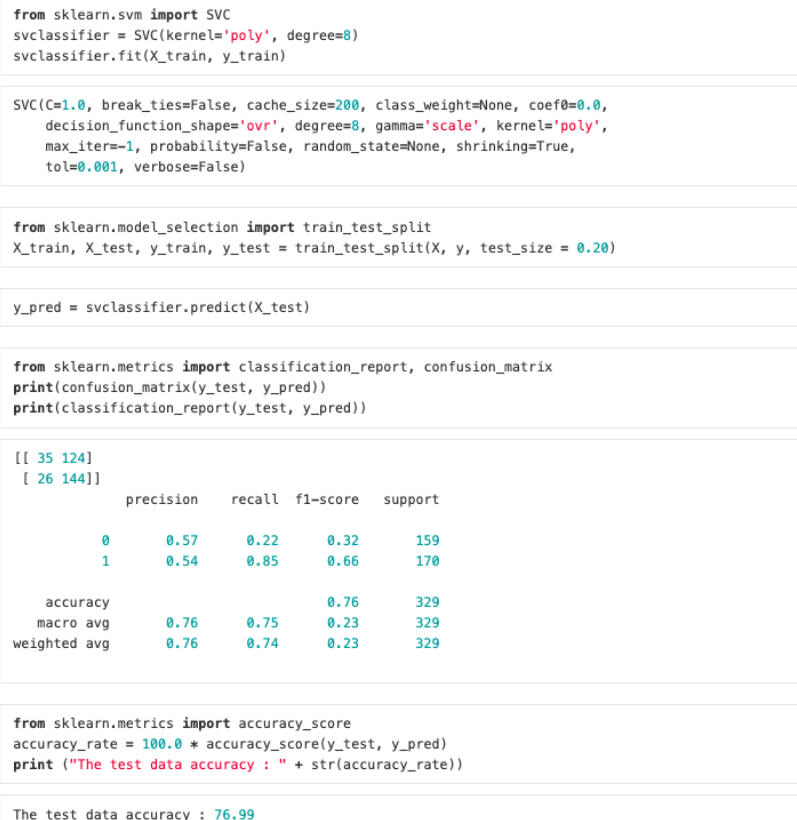 from sklearn.svm import SVC
svclassifier = SVC(kernel='poly', degree=8)
svclassifier.fit(X_train, y_train)
SVC(C=1.0, break_ties=False, cache_size=200, class_weight=None, coef0=0.0,
    decision_function_shape='ovr', degree=8, gamma='scale', kernel='poly',
    max_iter=-1, probability=False, random_state=None, shrinking=True,
    tol=0.001, verbose=False)
from sklearn.model_selection import train_test_split
X_train, X_test, y_train, y_test = train_test_split(X, y, test_size = 0.20)
y_pred = svclassifier.predict(X_test)
from sklearn.metrics import classification_report, confusion_matrix
print(confusion_matrix(y_test, y_pred))
print(classification_report(y_test, y_pred))
[[ 35 124]
 [ 26 144]]
              precision    recall  f1-score   support
           0       0.57      0.22      0.32       159
           1       0.54      0.85      0.66       170
    accuracy                           0.76       329
   macro avg       0.76      0.75      0.23       329
weighted avg       0.76      0.74      0.23       329
from sklearn.metrics import accuracy_score
accuracy_rate = 100.0 * accuracy_score(y_test, y_pred)
print ("The test data accuracy : " + str(accuracy_rate))
The test data accuracy : 76.99